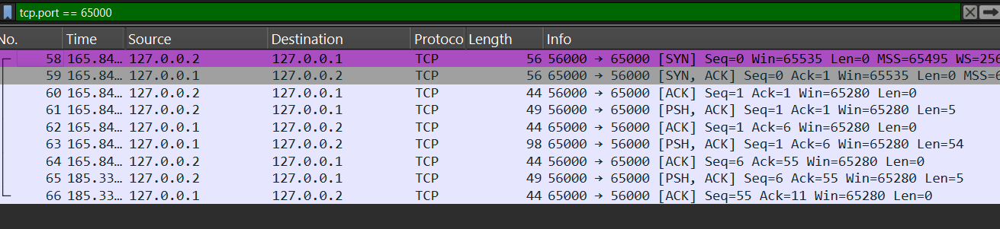 tcp.port == 65000
No. Time Source Destination Protoco Length Info
58 165.84… 127.0.0.2 127.0.0.1 TCP 56 56000 → 65000 [SYN] Seq=0 Win=65535 Len=0 MSS=65495 WS=256
59 165.84… 127.0.0.1 127.0.0.2 TCP 56 65000 → 56000 [SYN, ACK] Seq=0 Ack=1 Win=65535 Len=0 MSS=6
60 165.84… 127.0.0.2 127.0.0.1 TCP 44 56000 → 65000 [ACK] Seq=1 Ack=1 Win=65280 Len=0
61 165.84… 127.0.0.2 127.0.0.1 TCP 49 56000 → 65000 [PSH, ACK] Seq=1 Ack=1 Win=65280 Len=5
62 165.84… 127.0.0.1 127.0.0.2 TCP 44 65000 → 56000 [ACK] Seq=1 Ack=6 Win=65280 Len=0
63 165.84… 127.0.0.1 127.0.0.2 TCP 98 65000 → 56000 [PSH, ACK] Seq=1 Ack=6 Win=65280 Len=54
64 165.84… 127.0.0.2 127.0.0.1 TCP 44 56000 → 65000 [ACK] Seq=6 Ack=55 Win=65280 Len=0
65 185.33… 127.0.0.2 127.0.0.1 TCP 49 56000 → 65000 [PSH, ACK] Seq=6 Ack=55 Win=65280 Len=5
66 185.33… 127.0.0.1 127.0.0.2 TCP 44 65000 → 56000 [ACK] Seq=55 Ack=11 Win=65280 Len=0